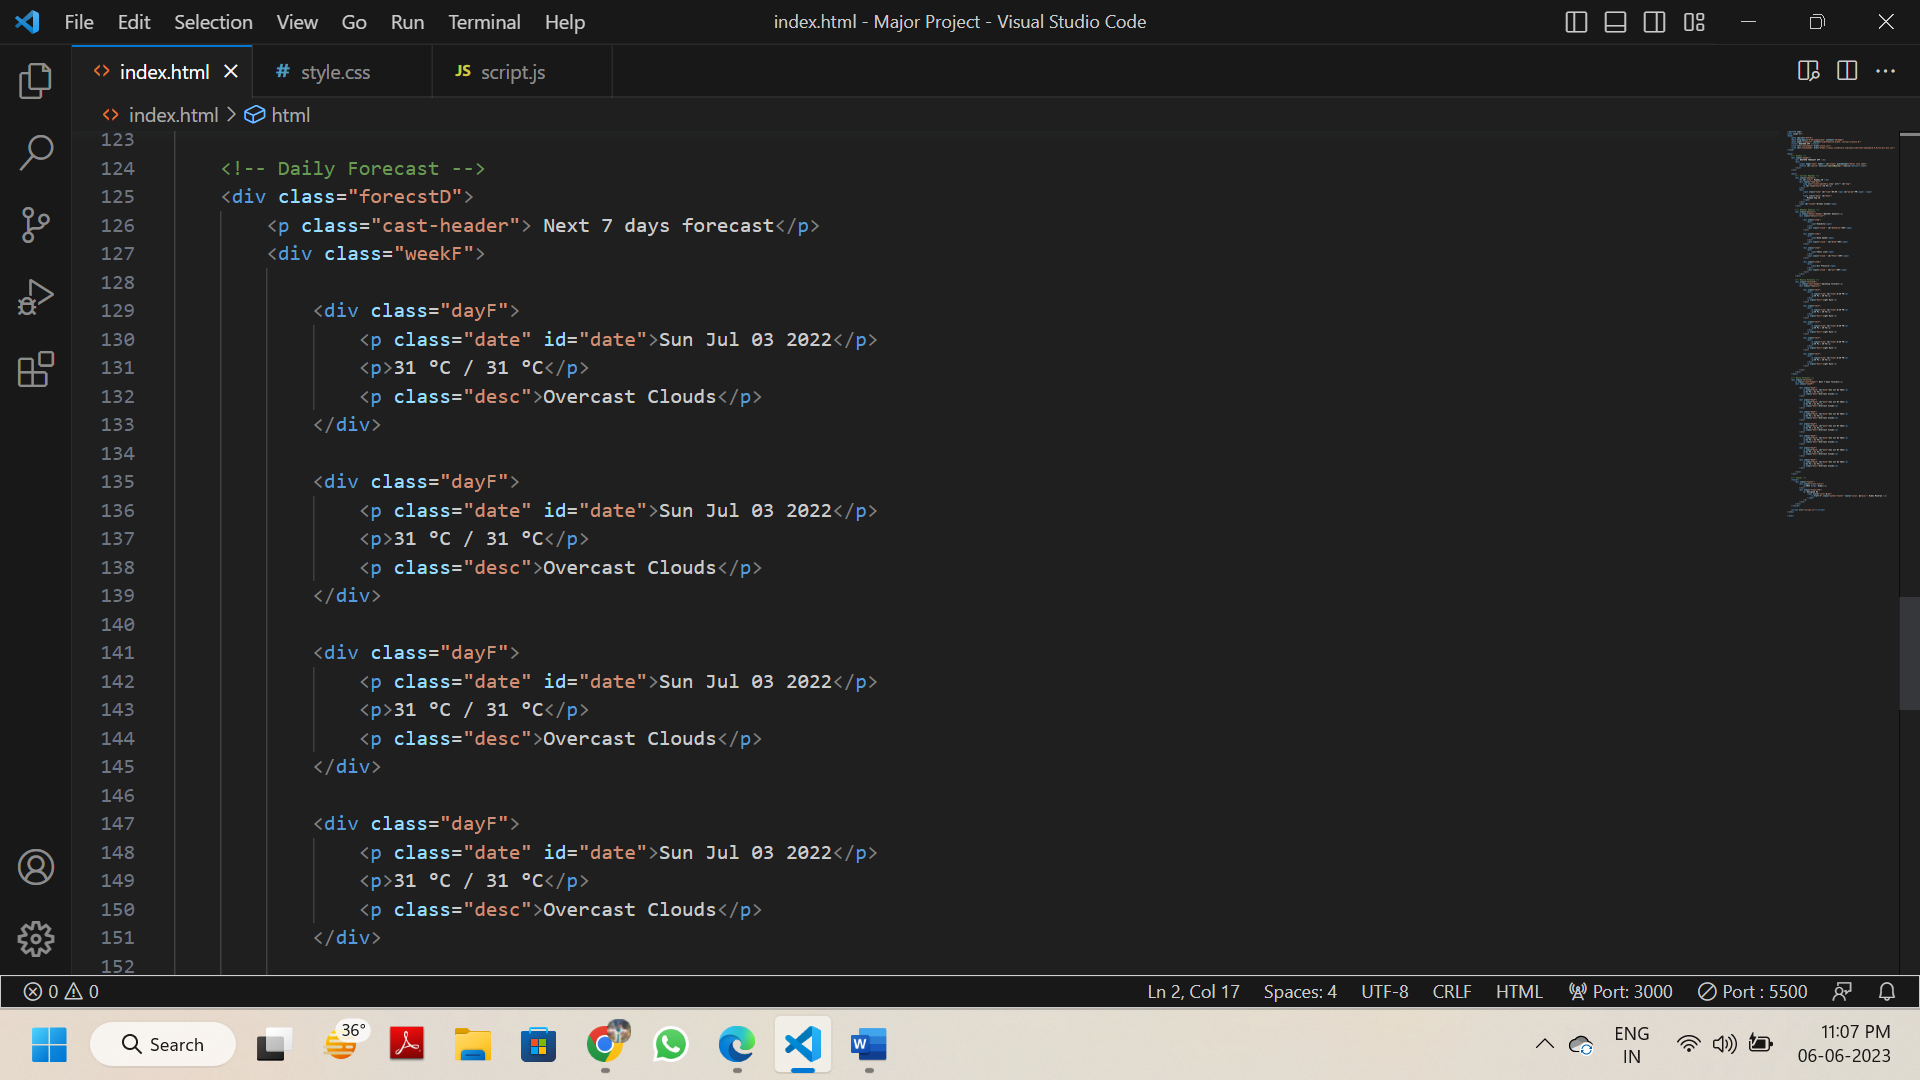 File Edit Selection View Go Run Terminal Help
index.html - Major Project - Visual Studio Code
index.html
# style.css
JS script.js
index.html > html
123
124 <!-- Daily Forecast -->
125 <div class="forecstD">
126 <p class="cast-header"> Next 7 days forecast</p>
127 <div class="weekF">
128
129 <div class="dayF">
130 <p class="date" id="date">Sun Jul 03 2022</p>
131 <p>31 °C / 31 °C</p>
132 <p class="desc">Overcast Clouds</p>
133 </div>
134
135 <div class="dayF">
136 <p class="date" id="date">Sun Jul 03 2022</p>
137 <p>31 °C / 31 °C</p>
138 <p class="desc">Overcast Clouds</p>
139 </div>
140
141 <div class="dayF">
142 <p class="date" id="date">Sun Jul 03 2022</p>
143 <p>31 °C / 31 °C</p>
144 <p class="desc">Overcast Clouds</p>
145 </div>
146
147 <div class="dayF">
148 <p class="date" id="date">Sun Jul 03 2022</p>
149 <p>31 °C / 31 °C</p>
150 <p class="desc">Overcast Clouds</p>
151 </div>
152
0 0
Ln 2, Col 17 Spaces: 4 UTF-8 CRLF HTML Port: 3000 Port : 5500
Search
36°
W
ENG
IN
11:07 PM
06-06-2023